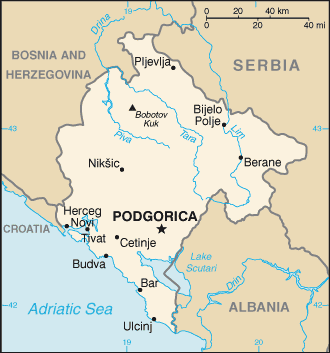 0 20 40 km
0 20 40 mi
Drina
BOSNIA AND
HERZEGOVINA
Pljevlja
SERBIA
Bobotov
Kuk
Bijelo
Polje
Lim
43
43
Piva
Tara
Berane
Nikšic
Herceg
Novi
PODGORICA
CROATIA
Tivat
Cetinje
Budva
Lake
Scutari
Drin
Bar
42
Adriatic Sea
ALBANIA
42
Ulcinj
19
20